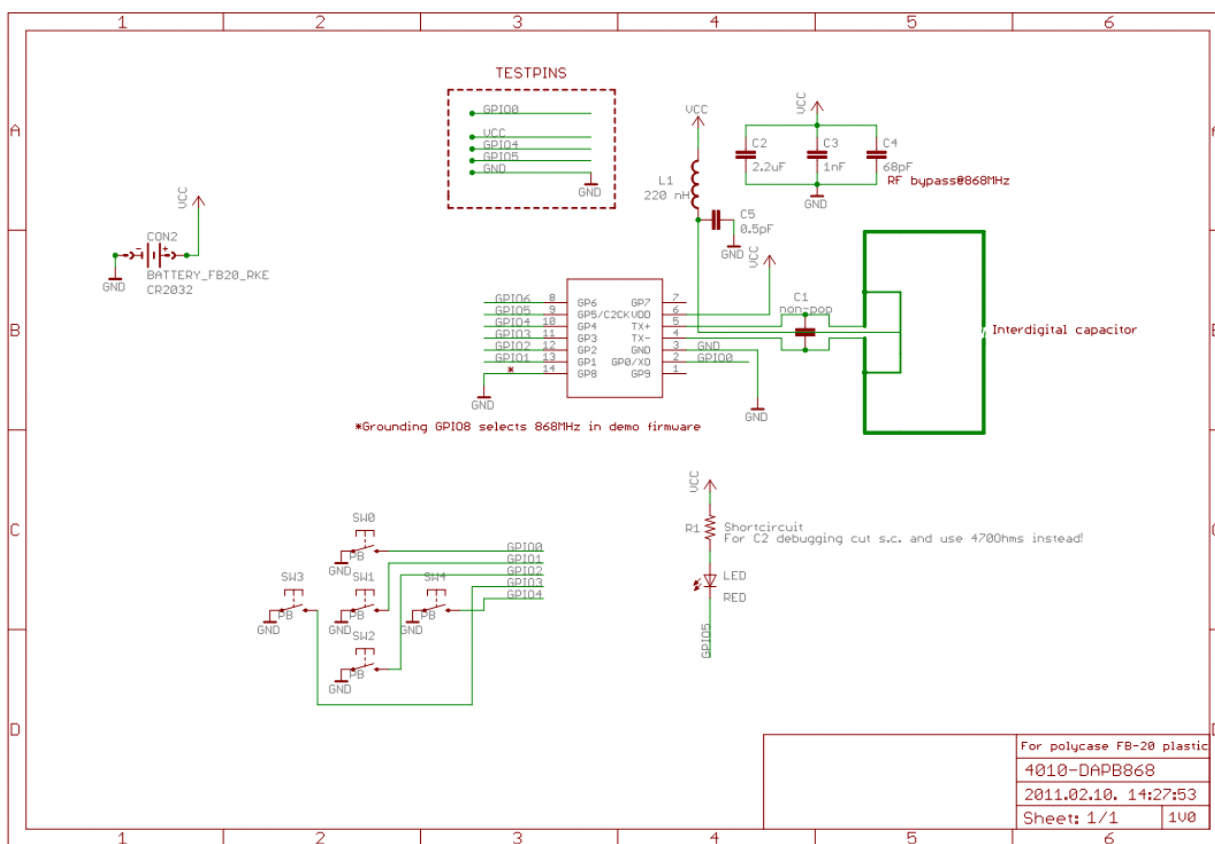 1 2 3 4 5 6
A
TESTPINS
GPIO0
VCC
GPIO4
GPIO5
GND
GND
VCC
L1
220 nH
C5
0.5pF
GND
VCC
C2
2.2uF
C3
1nF
C4
68pF
RF bypass@868MHz
GND
VCC
CON2
- +
BATTERY_FB20_RKE
CR2032
GND
B
B
GPIO6 8 GP6 GP7 7
GPIO5 9 GP5/C2CK VDD 6
GPIO4 10 GP4 TX+ 5
GPIO3 11 GP3 TX- 4
GPIO2 12 GP2 GND 3 GND
GPIO1 13 GP1 GP0/XO 2 GPIO0
* 14 GP8 GP9 1
GND
GND
VCC
C1
non-pop
Interdigital capacitor
*Grounding GPIO8 selects 868MHz in demo firmware
C
SW0
PB
GND
SW3
PB
GND
SW1
PB
GND
SW4
PB
GND
SW2
PB
GND
GPIO0
GPIO1
GPIO2
GPIO3
GPIO4
VCC
R1
Shortcircuit
For C2 debugging cut s.c. and use 470Ohms instead!
LED
RED
GPIO5
D
For polycase FB-20 plastic
4010-DAPB868
2011.02.10. 14:27:53
Sheet: 1/1 1V0
1 2 3 4 5 6